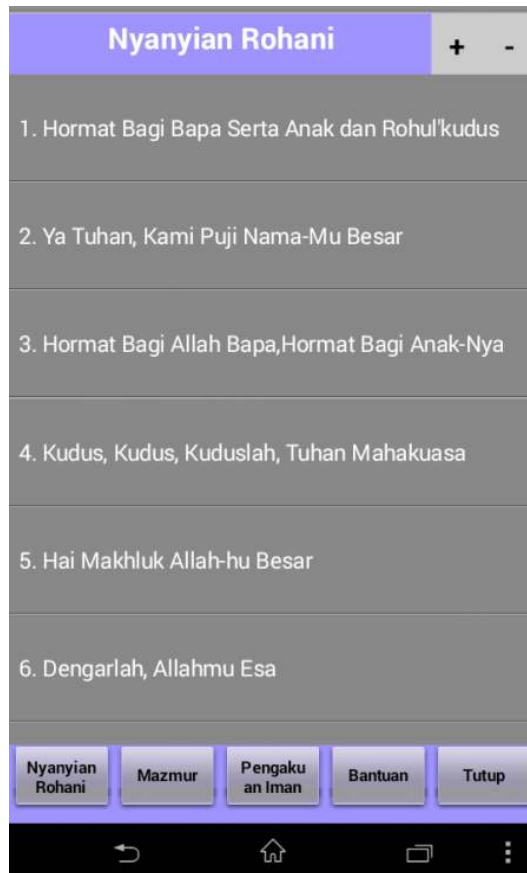 Nyanyian Rohani
+ -
1. Hormat Bagi Bapa Serta Anak dan Rohul'kudus
2. Ya Tuhan, Kami Puji Nama-Mu Besar
3. Hormat Bagi Allah Bapa,Hormat Bagi Anak-Nya
4. Kudus, Kudus, Kuduslah, Tuhan Mahakuasa
5. Hai Makhluk Allah-hu Besar
6. Dengarlah, Allahmu Esa
Nyanyian
Rohani
Mazmur
Pengaku
an Iman
Bantuan
Tutup